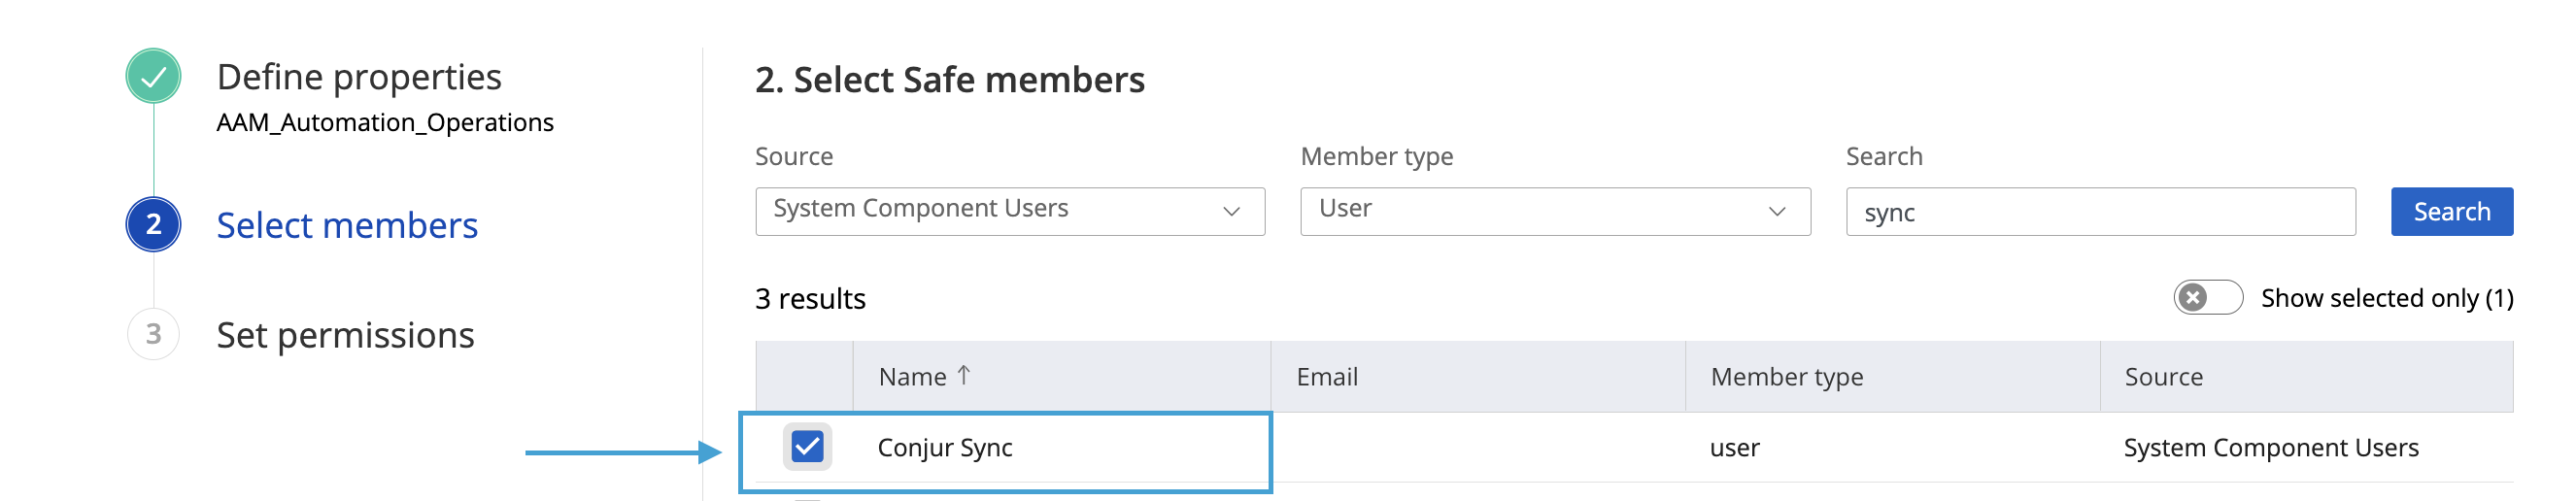 Define properties
AAM_Automation_Operations
2
Select members
3
Set permissions
2. Select Safe members
Source
Member type
Search
System Component Users
User
sync
Search
3 results
Show selected only (1)
Name ↑
Email
Member type
Source
Conjur Sync
user
System Component Users